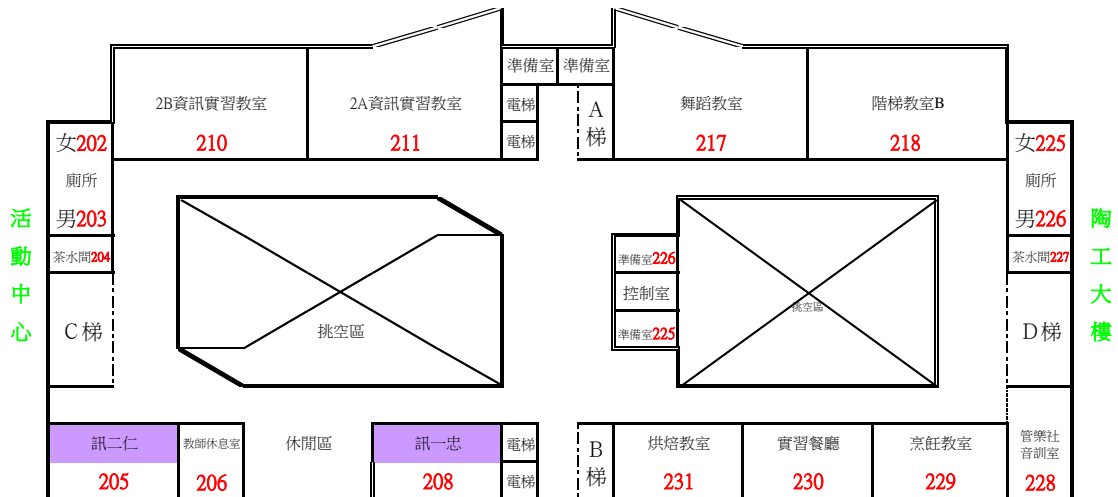 準備室 準備室
2B資訊實習教室 2A資訊實習教室 電梯 A 舞蹈教室 階梯教室B
梯
女202 210 211 電梯 217 218 女225
廁所 廁所
活 男203 男226 陶
動 茶水間204 準備室226 茶水間227 工
中 控制室 大
挑空區
心 C梯 挑空區 準備室225 D梯 樓
訊二仁 教師休息室 休閒區 訊一忠 電梯 B 烘焙教室 實習餐廳 烹飪教室 管樂社
音訓室
梯
205 206 208 電梯 231 230 229 228